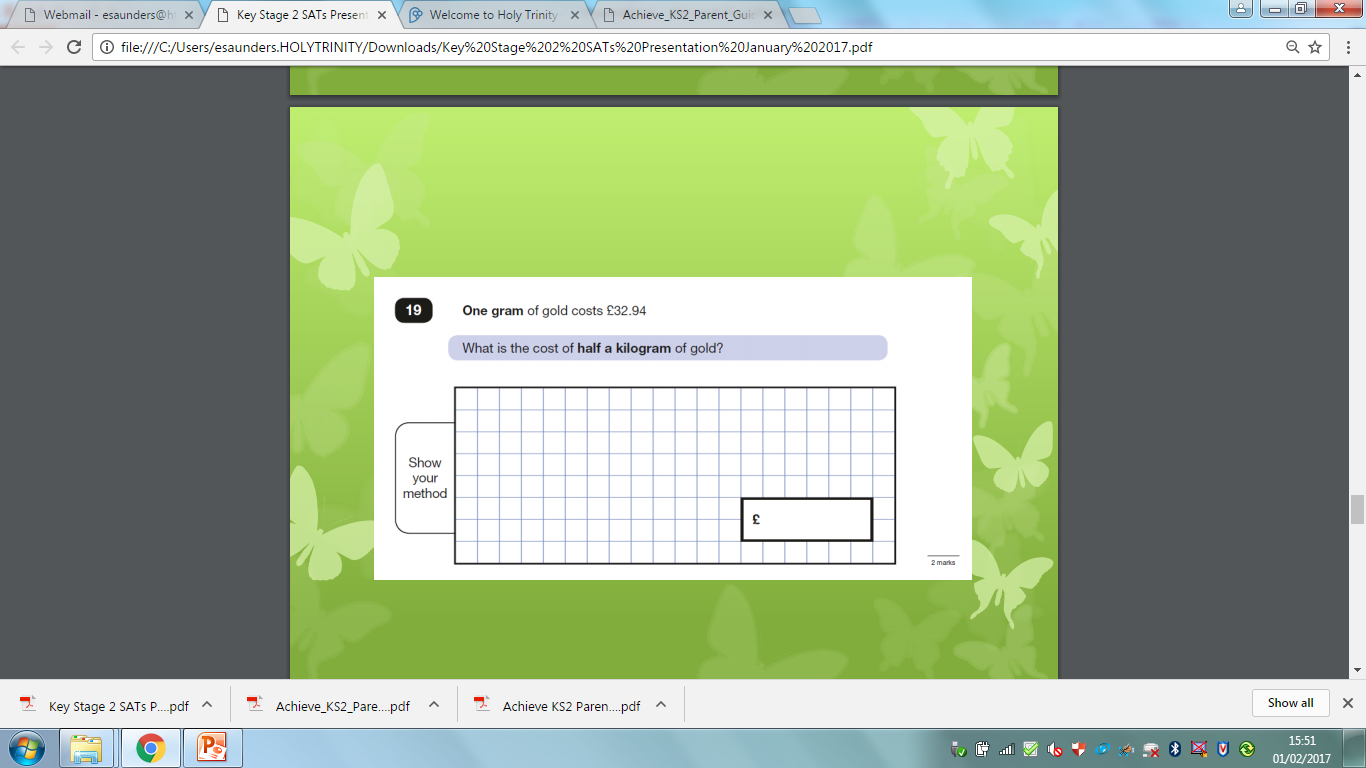 Webmail - esaunders@h
Key Stage 2 SATs Present
Welcome to Holy Trinity
Achieve_KS2_Parent_Gui
file:///C:/Users/esaunders.HOLYTRINITY/Downloads/Key%20Stage%202%20SATs%20Presentation%20January%202017.pdf
19
One gram of gold costs £32.94
What is the cost of half a kilogram of gold?
Show
your
method
£
2 marks
Key Stage 2 SATs P....pdf
Achieve_KS2_Pare....pdf
Achieve KS2 Paren....pdf
Show all
15:51
01/02/2017